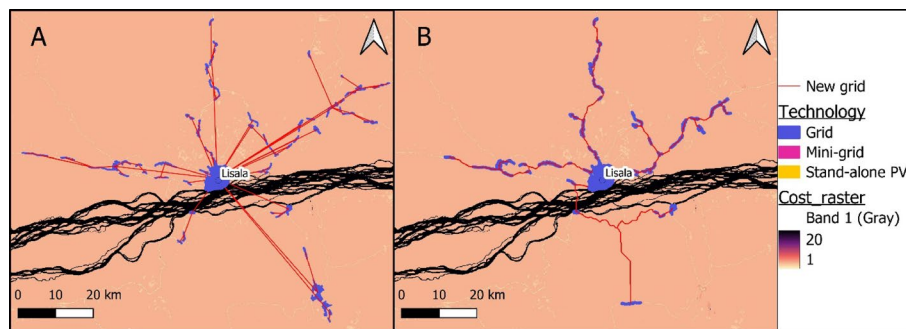 A
Lisala
0 10 20 km
B
Lisala
0 10 20 km
New grid
Technology
Grid
Mini-grid
Stand-alone PV
Cost_raster
Band 1 (Gray)
20
1